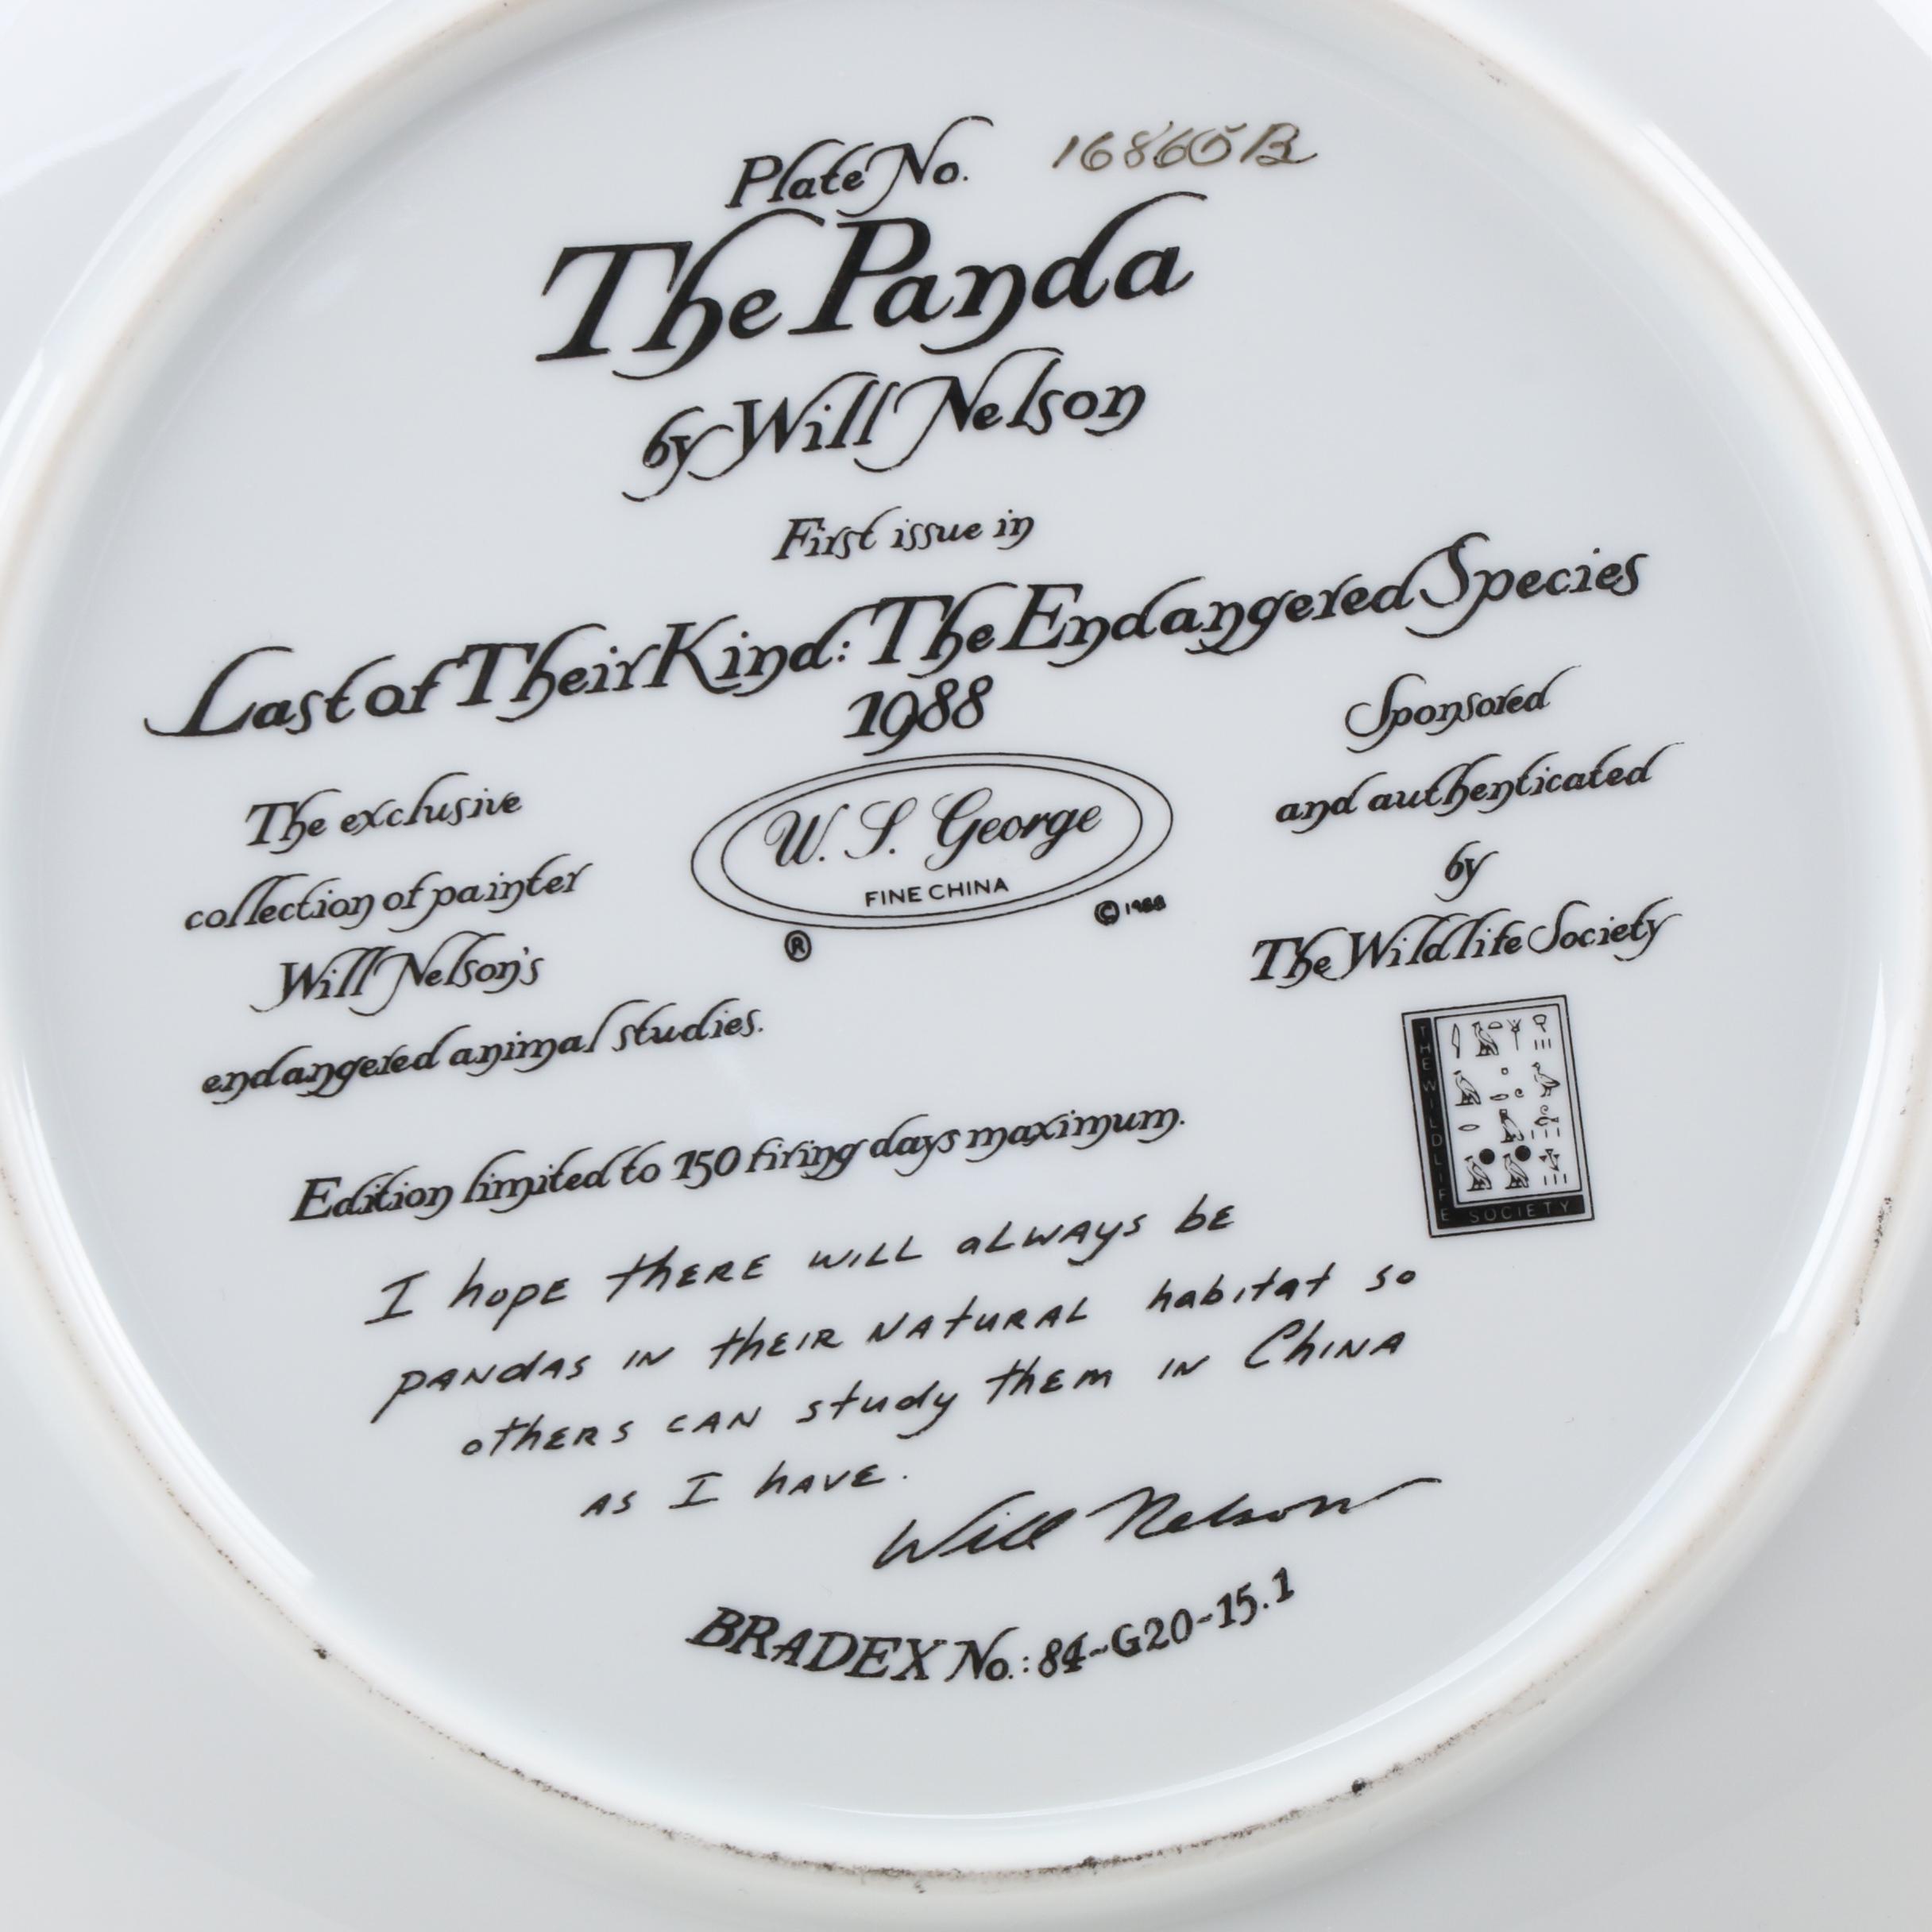 Plate No. 16865B
The Panda
by Will Nelson
First issue in
Last of Their Kind: The Endangered Species
1988
The exclusive
collection of painter
Will Nelson's
endangered animal studies.
W. S. George
FINE CHINA
® © 1988
Sponsored
and authenticated
by
The Wildlife Society
THE WILDLIFE SOCIETY
Edition limited to 150 firing days maximum.
I hope there will always be
pandas in their natural habitat so
others can study them in China
as I have.
Will Nelson
BRADEX No.: 84-G20-15.1